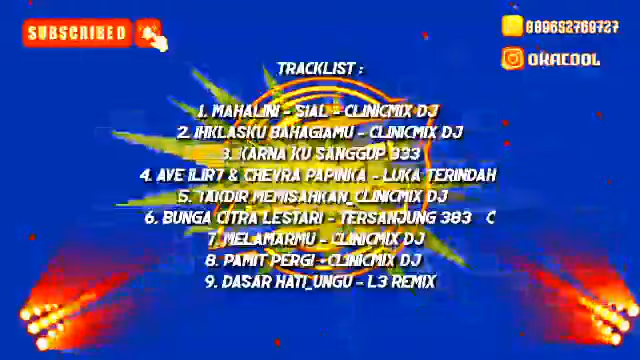 SUBSCRIBED
OKACOOL
TRACKLIST :
1. MAHALINI - SIAL - CLINICMIX DJ
2. IHKLASKU BAHAGIAMU - CLINICMIX DJ
3. KARNA KU SANGGUP 333
4. AVE ILIR7 & CHEVRA PAPINKA - LUKA TERINDAH
5. TAKDIR MEMISAHKAN_CLINICMIX DJ
6. BUNGA CITRA LESTARI - TERSANJUNG 383 C
7. MELAMARMU - CLINICMIX DJ
8. PAMIT PERGI -CLINICMIX DJ
9. DASAR HATI_UNGU - L3 REMIX